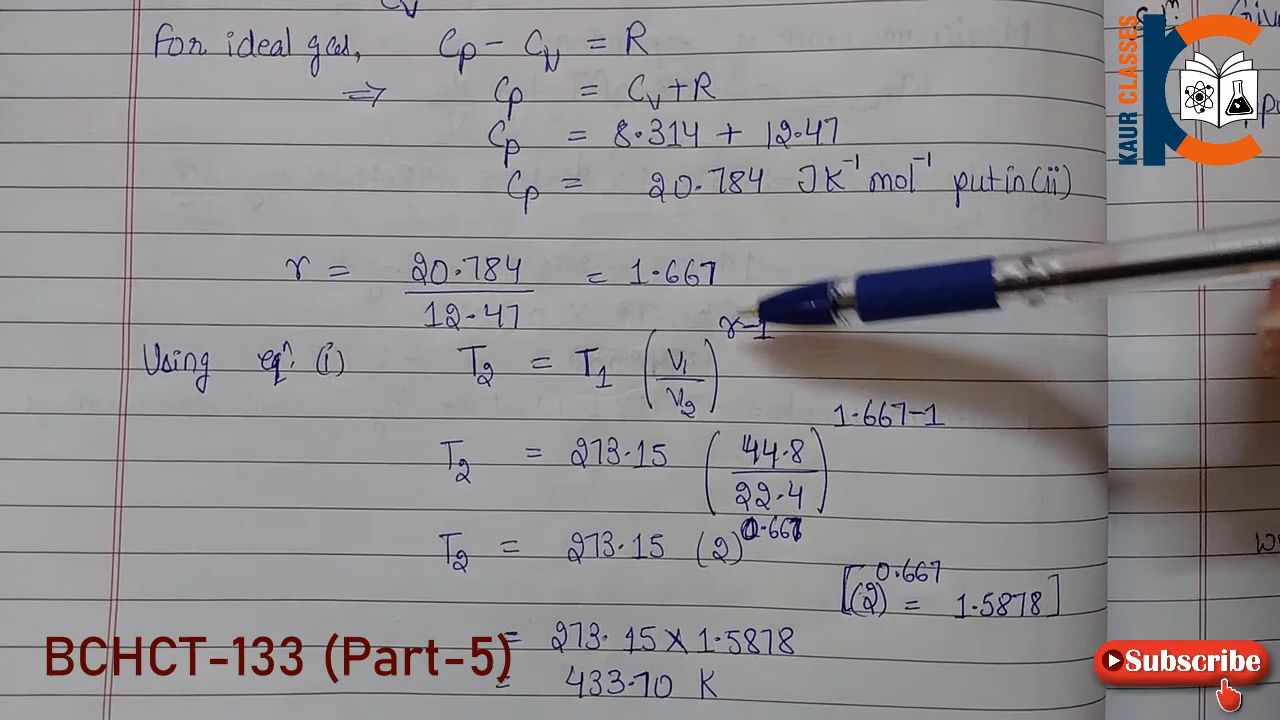 Cv
For ideal gas, Cp - Cv = R
⇒ Cp = Cv + R
Cp = 8.314 + 12.47
Cp = 20.784 JK⁻¹ mol⁻¹ put in (ii)
r = 20.784 / 12.47 = 1.667
Using eqⁿ. (i) T₂ = T₁ (V₁ / V₂)^r-1
T₂ = 273.15 (44.8 / 22.4)^1.667-1
T₂ = 273.15 (2)^0.667
[(2)^0.667 = 1.5878]
= 273.15 × 1.5878
= 433.70 K
KAUR CLASSES
BCHCT-133 (Part-5)
Subscribe